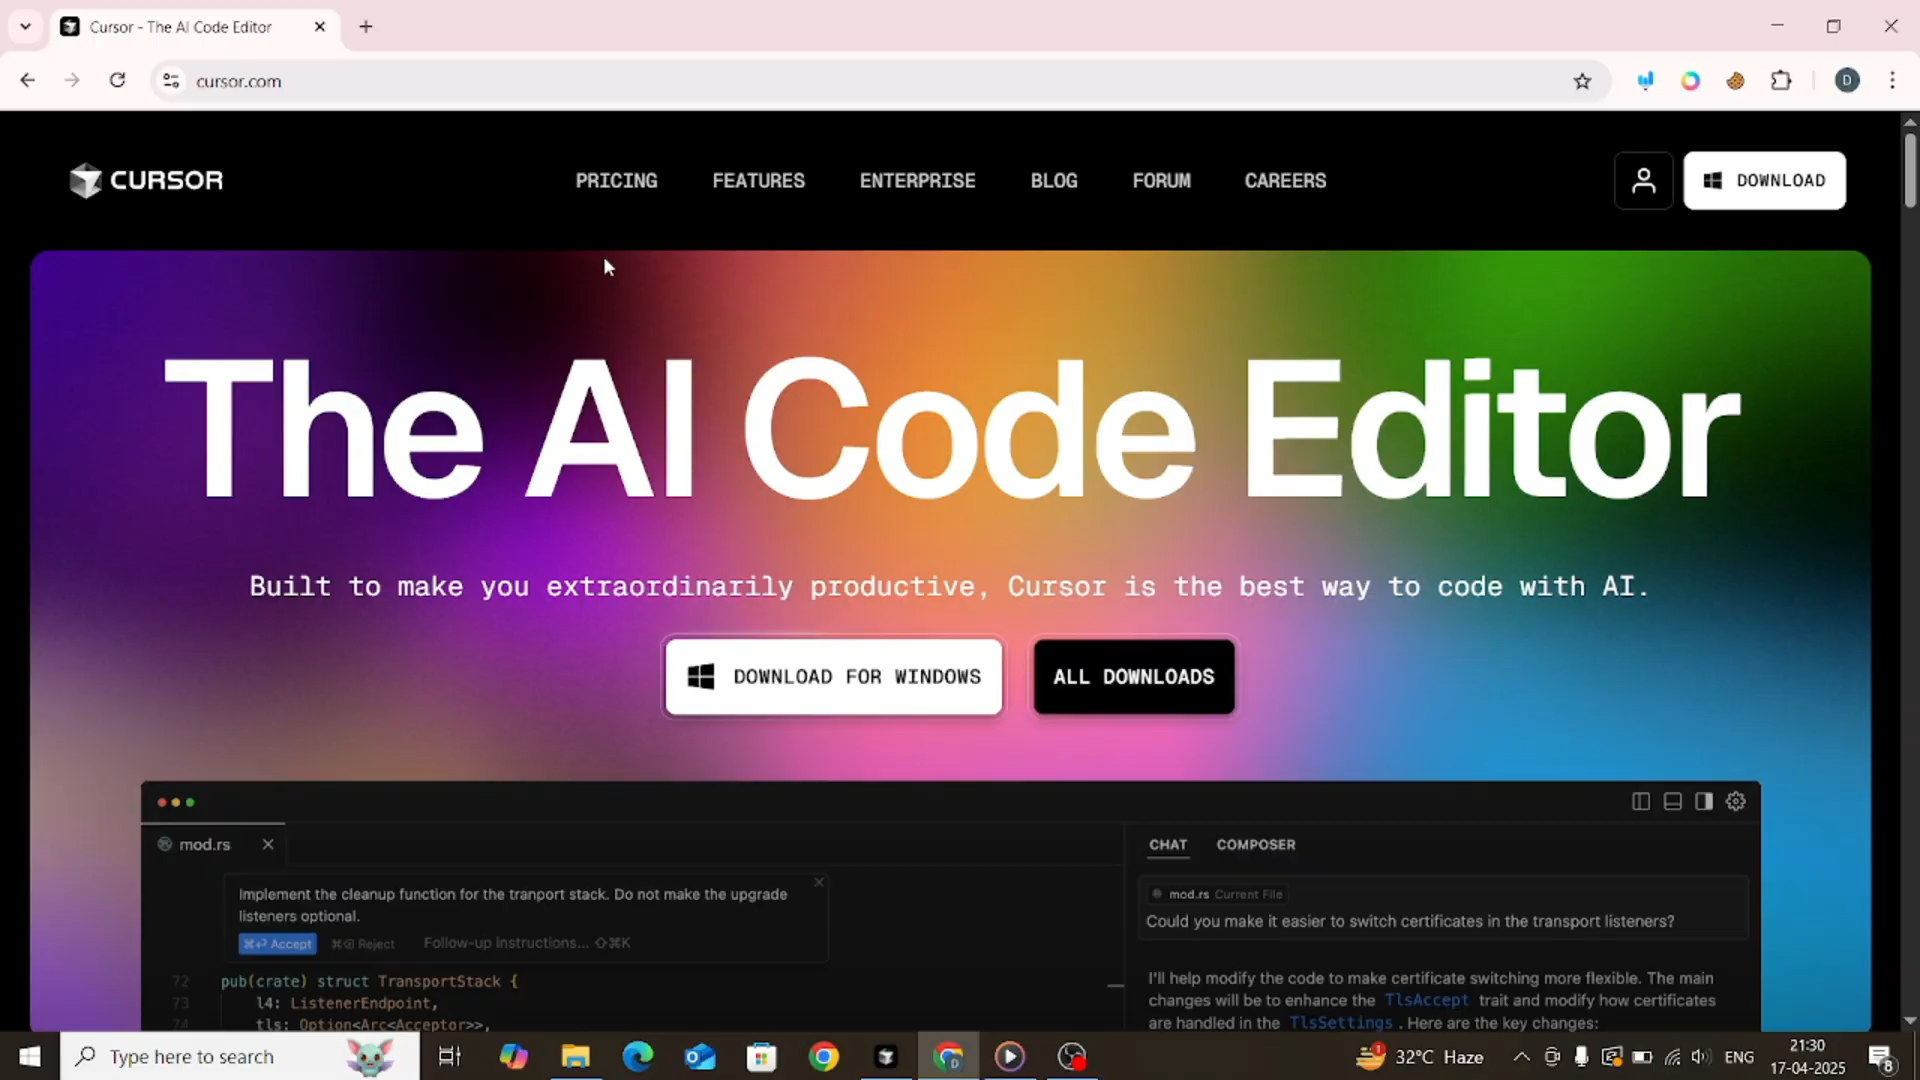 Cursor - The AI Code Editor
cursor.com
D
CURSOR
PRICING FEATURES ENTERPRISE BLOG FORUM CAREERS
DOWNLOAD
The AI Code Editor
Built to make you extraordinarily productive, Cursor is the best way to code with AI.
DOWNLOAD FOR WINDOWS
ALL DOWNLOADS
mod.rs
Implement the cleanup function for the tranport stack. Do not make the upgrade
listeners optional.
⌘⏎ Accept ⌘⌫ Reject Follow-up instructions... ⇧⌘K
72 pub(crate) struct TransportStack {
73 l4: ListenerEndpoint,
74 tls: Option<Arc<Acceptor>>,
CHAT COMPOSER
mod.rs Current File
Could you make it easier to switch certificates in the transport listeners?
I'll help modify the code to make certificate switching more flexible. The main
changes will be to enhance the TlsAccept trait and modify how certificates
are handled in the TlsSettings . Here are the key changes:
Type here to search
1
32°C Haze
ENG
21:30
17-04-2025
8